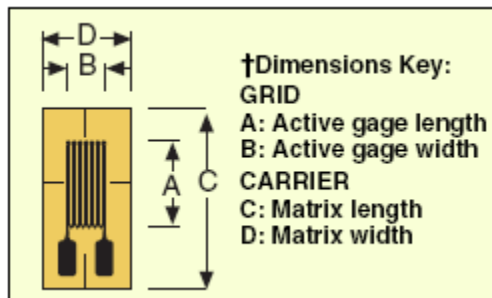 D
B
A
C
†Dimensions Key:
GRID
A: Active gage length
B: Active gage width
CARRIER
C: Matrix length
D: Matrix width